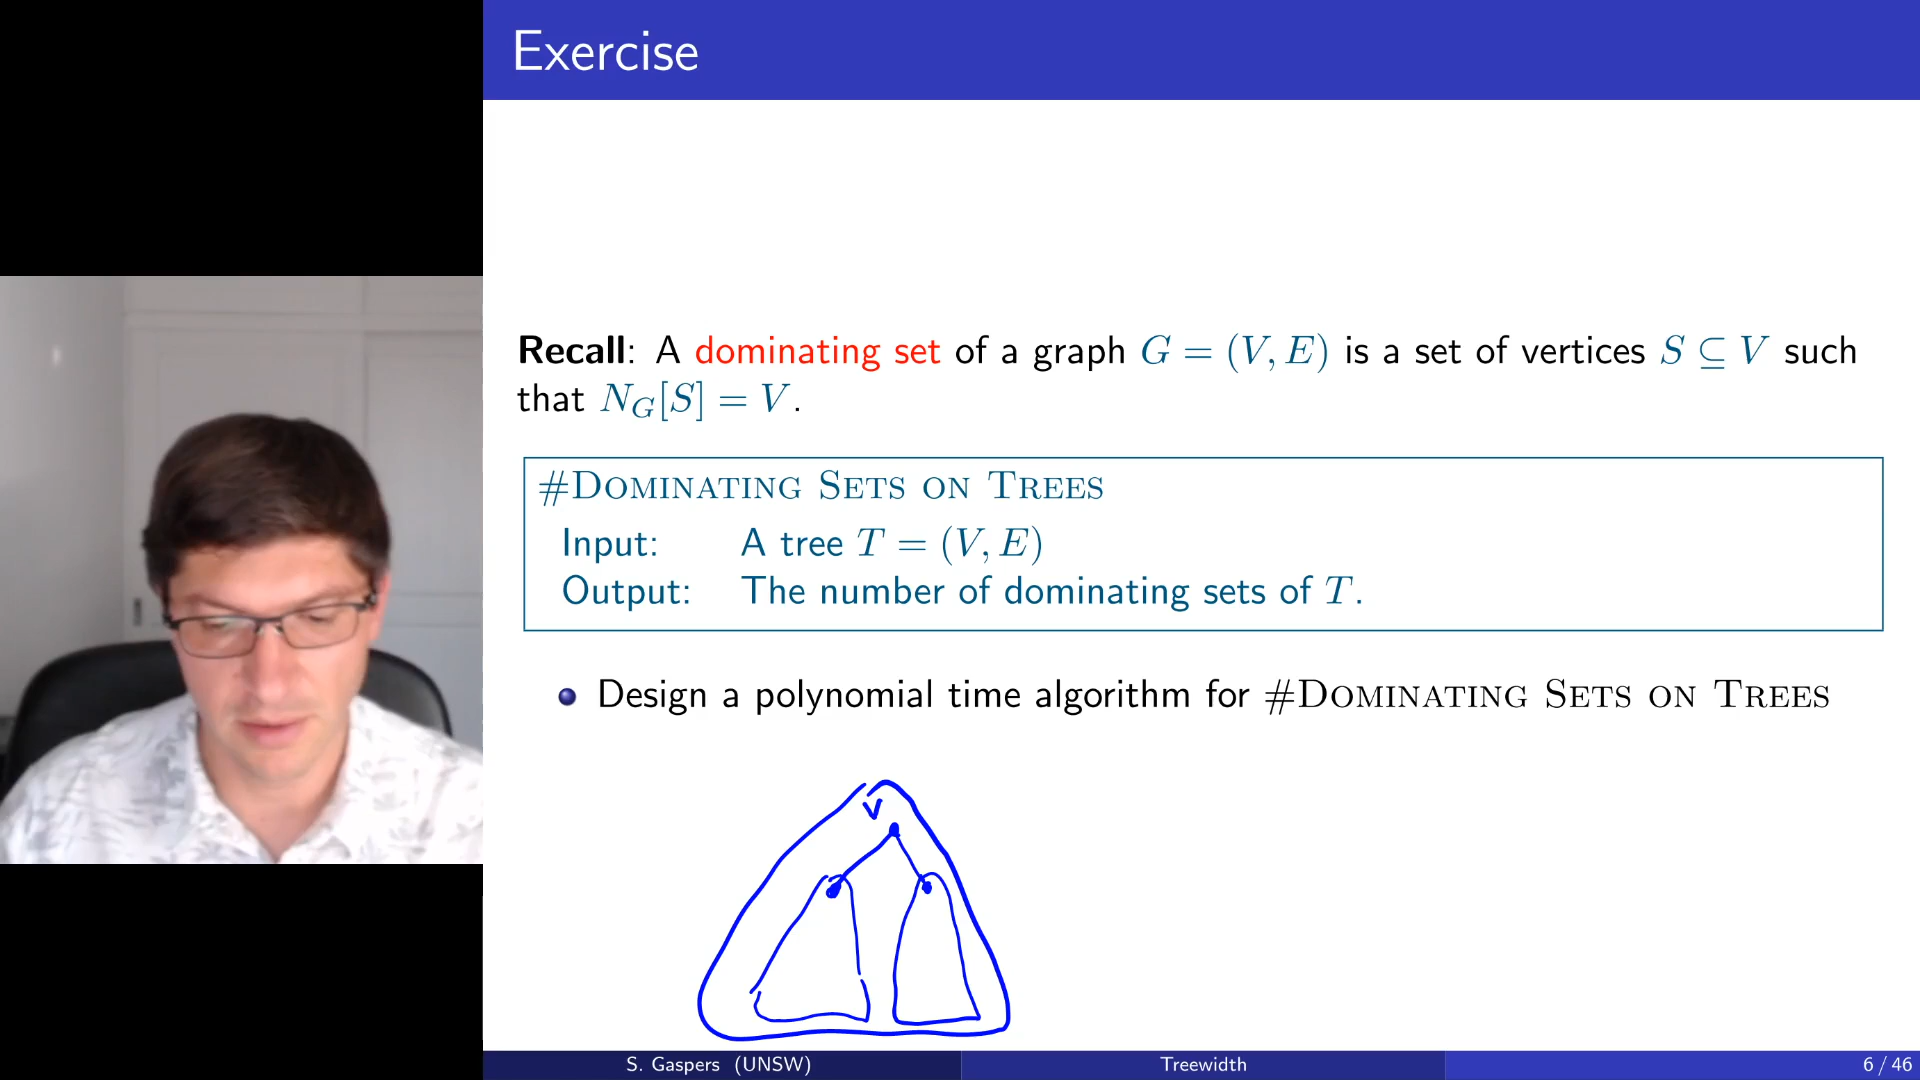 Exercise
Recall: A dominating set of a graph G = (V, E) is a set of vertices S ⊆ V such
that N_G[S] = V.
#Dominating Sets on Trees
Input: A tree T = (V, E)
Output: The number of dominating sets of T.
Design a polynomial time algorithm for #Dominating Sets on Trees
v
S. Gaspers (UNSW) Treewidth 6 / 46